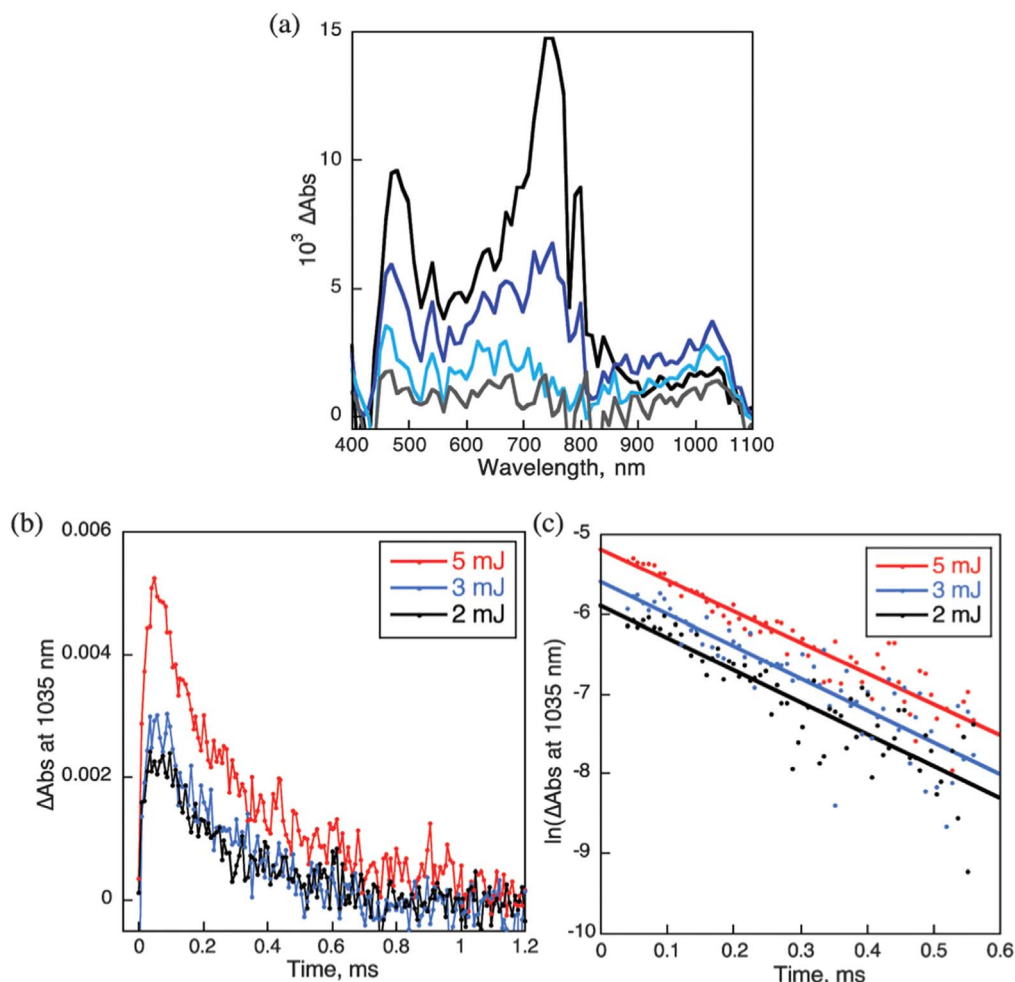 (a)
15
10
5
0
10³ ΔAbs
400 500 600 700 800 900 1000 1100
Wavelength, nm
(b)
0.006
0.004
0.002
0
ΔAbs at 1035 nm
5 mJ
3 mJ
2 mJ
0 0.2 0.4 0.6 0.8 1 1.2
Time, ms
(c)
-5
-6
-7
-8
-9
-10
ln(ΔAbs at 1035 nm)
5 mJ
3 mJ
2 mJ
0 0.1 0.2 0.3 0.4 0.5 0.6
Time, ms